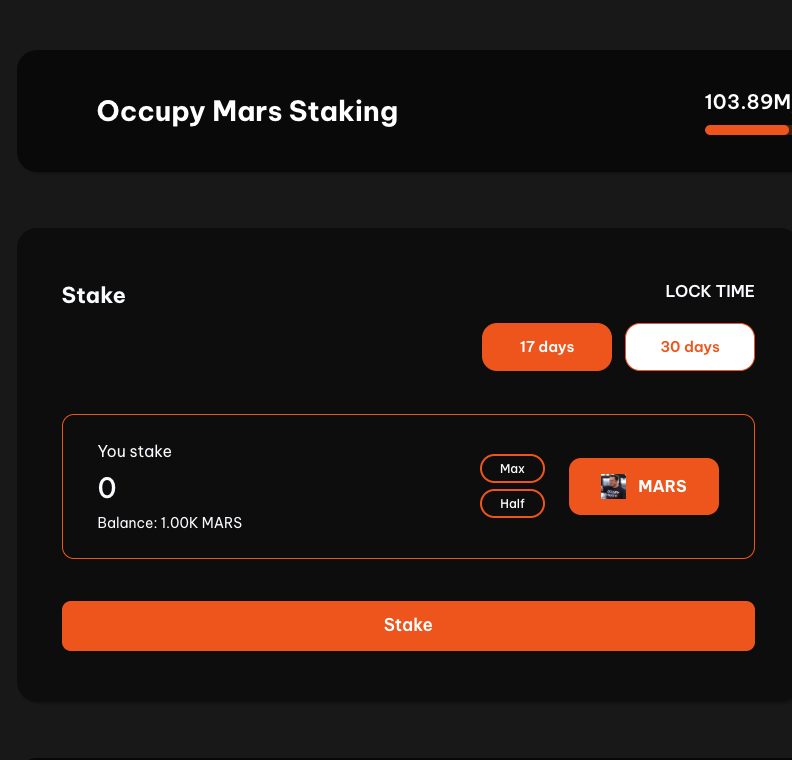 Occupy Mars Staking
103.89M
Stake
LOCK TIME
17 days
30 days
You stake
0
Balance: 1.00K MARS
Max
Half
MARS
Stake